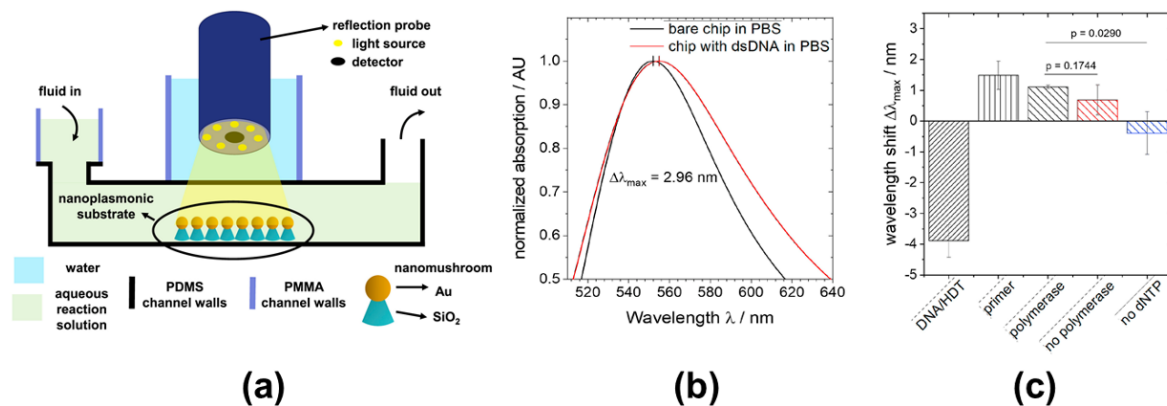 reflection probe
light source
detector
fluid in
fluid out
nanoplasmonic
substrate
water
aqueous
reaction
solution
PDMS
channel walls
PMMA
channel walls
nanomushroom
Au
SiO₂
(a)
bare chip in PBS
chip with dsDNA in PBS
normalized absorption / AU
1.0
0.9
0.8
0.7
0.6
0.5
Δλmax = 2.96 nm
520 540 560 580 600 620 640
Wavelength λ / nm
(b)
wavelength shift Δλmax / nm
5
4
3
2
1
0
-1
-2
-3
-4
-5
p = 0.0290
p = 0.1744
DNA/HDT
primer
polymerase
no polymerase
no dNTP
(c)